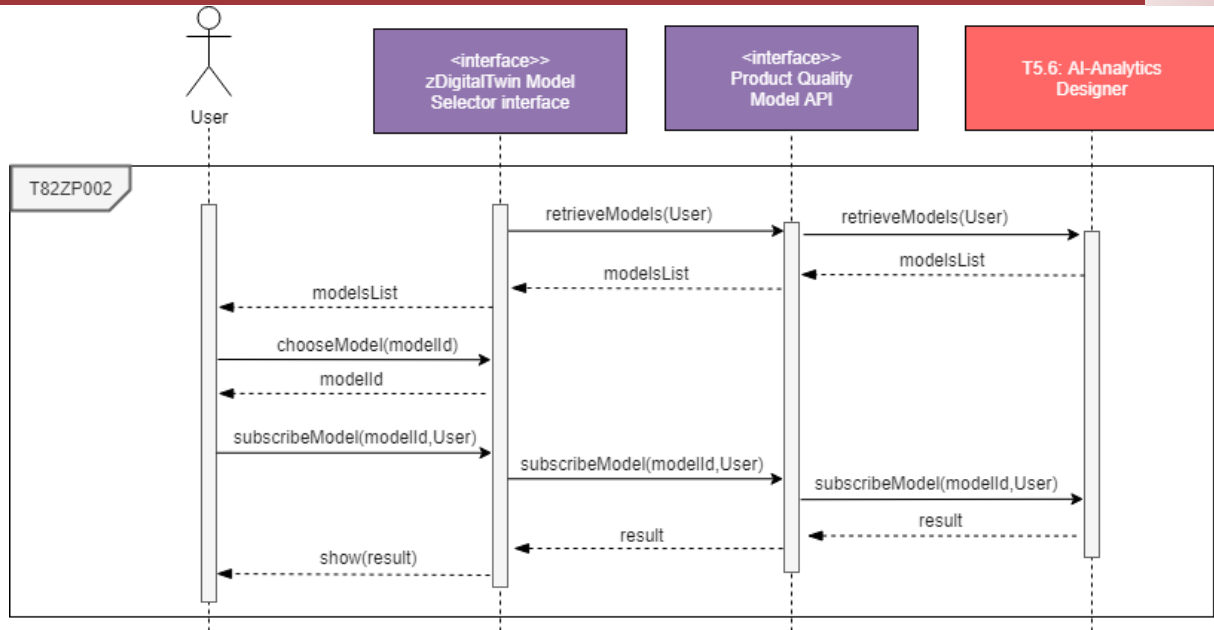 User
<interface>>
zDigitalTwin Model
Selector interface
<interface>>
Product Quality
Model API
T5.6: AI-Analytics
Designer
T82ZP002
retrieveModels(User)
retrieveModels(User)
modelsList
modelsList
modelsList
chooseModel(modelId)
modelId
subscribeModel(modelId,User)
subscribeModel(modelId,User)
subscribeModel(modelId,User)
result
result
show(result)